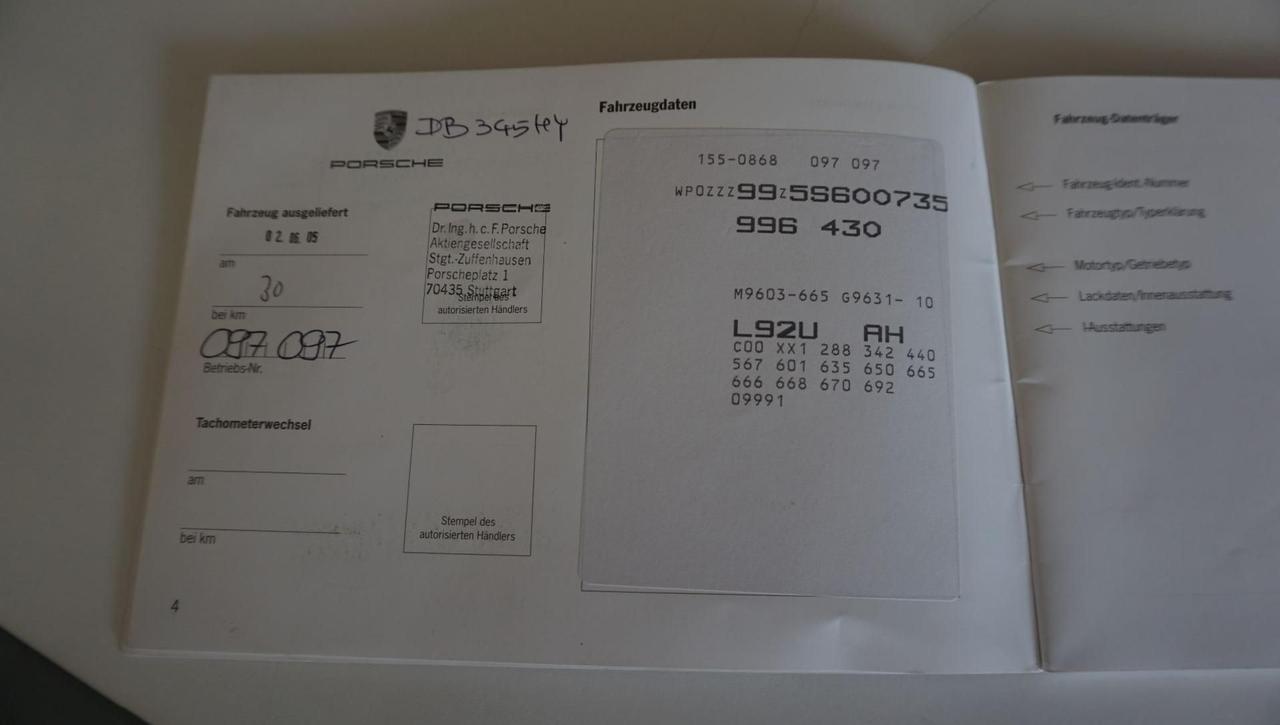 DB 345HY
PORSCHE
Fahrzeug ausgeliefert
02. 06. 05
am
30
bei km
097 097
Betriebs-Nr.
PORSCHE
Dr. Ing. h. c. F. Porsche
Aktiengesellschaft
Stgt.-Zuffenhausen
Porscheplatz 1
70435 Stuttgart
Stempel des
autorisierten Händlers
Tachometerwechsel
am
bei km
Stempel des
autorisierten Händlers
4
Fahrzeugdaten
155-0868 097 097
WP0ZZZ99Z5S600735
996 430
M9603-665 G9631- 10
L92U AH
C00 XX1 288 342 440
567 601 635 650 665
666 668 670 692
09991
Fahrzeug-Datenträger
Fahrzeug-Ident.-Nummer
Fahrzeugtyp/Typerklärung
Motortyp/Getriebetyp
Lackdaten/Innenausstattung
I-Ausstattungen